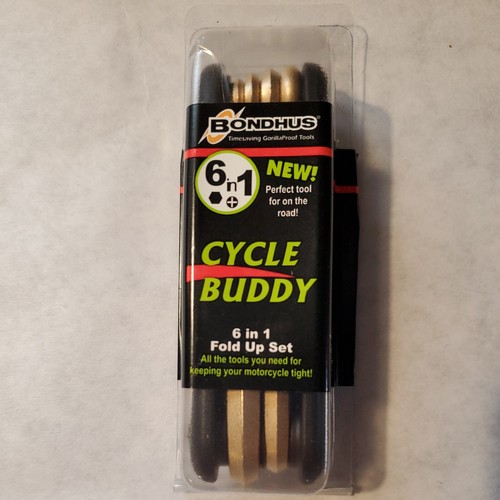 BONDHUS®
Timesaving GorillaProof Tools
6 in 1
NEW!
Perfect tool
for on the
road!
CYCLE
BUDDY
6 in 1
Fold Up Set
All the tools you need for
keeping your motorcycle tight!